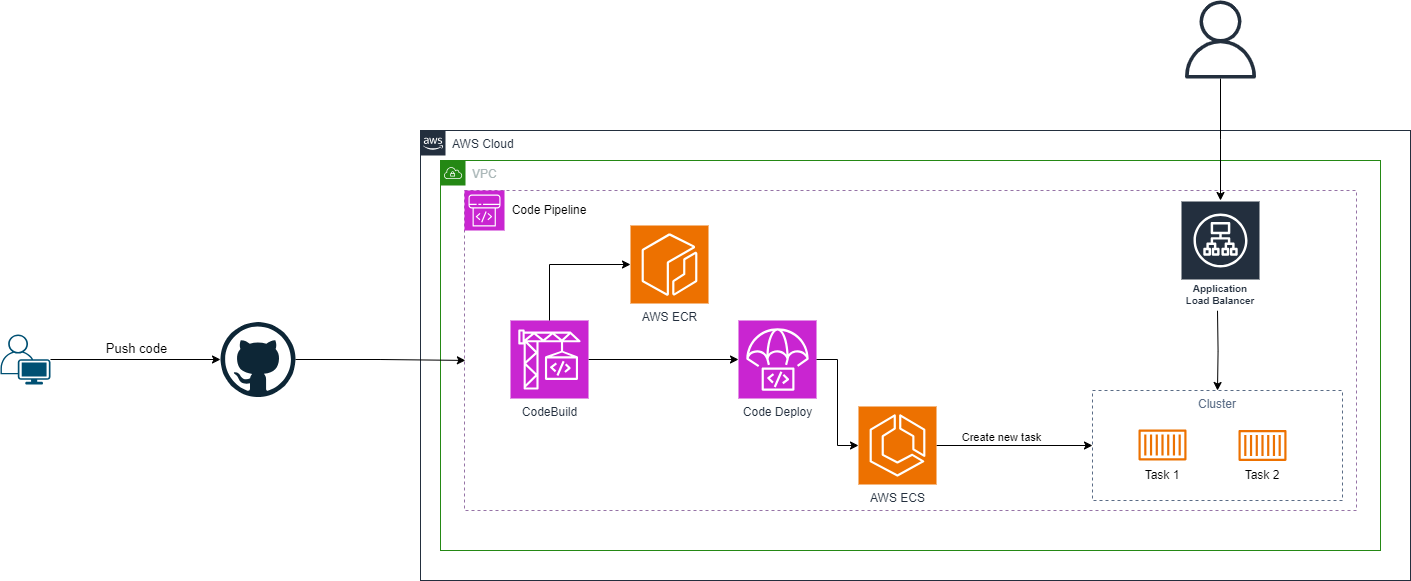 aws
AWS Cloud
VPC
Code Pipeline
</>
Application
Load Balancer
AWS ECR
Push code
</>
</>
CodeBuild
Code Deploy
Cluster
Create new task
Task 1
Task 2
AWS ECS